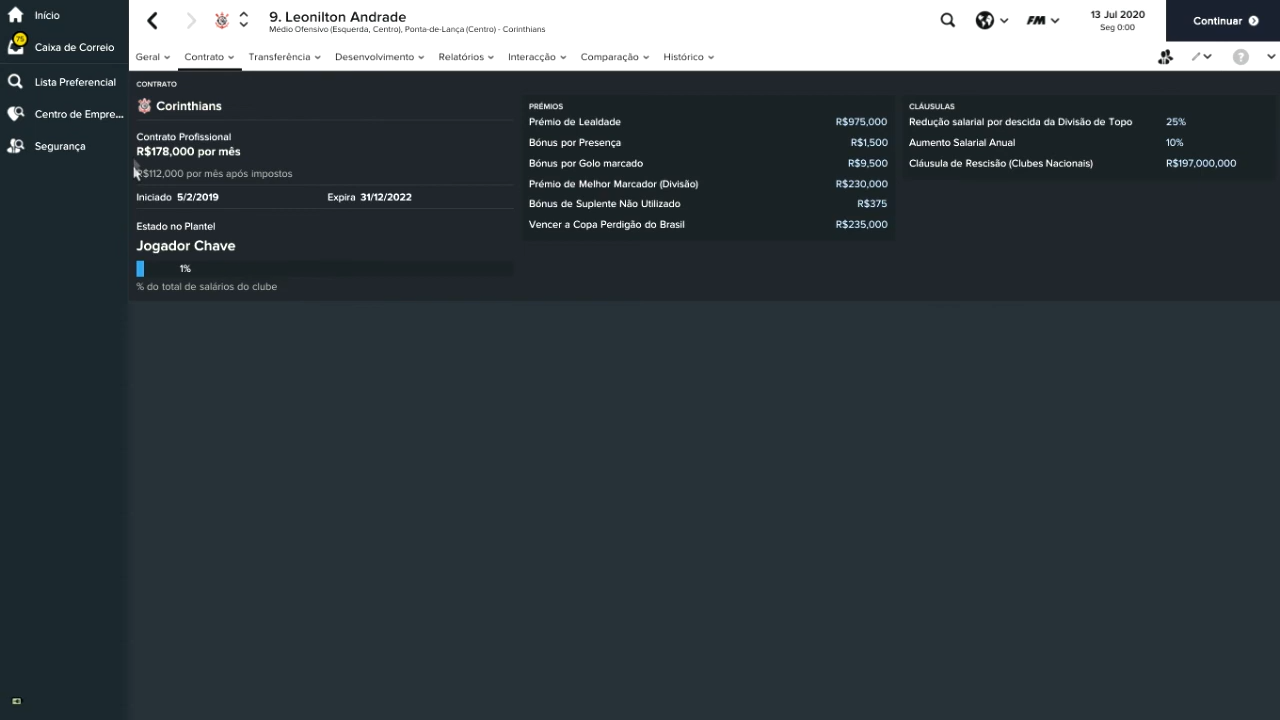 Início
75
Caixa de Correio
Lista Preferencial
Centro de Empre...
Segurança
9. Leonilton Andrade
Médio Ofensivo (Esquerda, Centro), Ponta-de-Lança (Centro) - Corinthians
FM
13 Jul 2020
Seg 0:00
Continuar
Geral
Contrato
Transferência
Desenvolvimento
Relatórios
Interacção
Comparação
Histórico
?
CONTRATO
Corinthians
Contrato Profissional
R$178,000 por mês
R$112,000 por mês após impostos
Iniciado 5/2/2019 Expira 31/12/2022
Estado no Plantel
Jogador Chave
1%
% do total de salários do clube
PRÉMIOS
Prémio de Lealdade R$975,000
Bónus por Presença R$1,500
Bónus por Golo marcado R$9,500
Prémio de Melhor Marcador (Divisão) R$230,000
Bónus de Suplente Não Utilizado R$375
Vencer a Copa Perdigão do Brasil R$235,000
CLÁUSULAS
Redução salarial por descida da Divisão de Topo 25%
Aumento Salarial Anual 10%
Cláusula de Rescisão (Clubes Nacionais) R$197,000,000